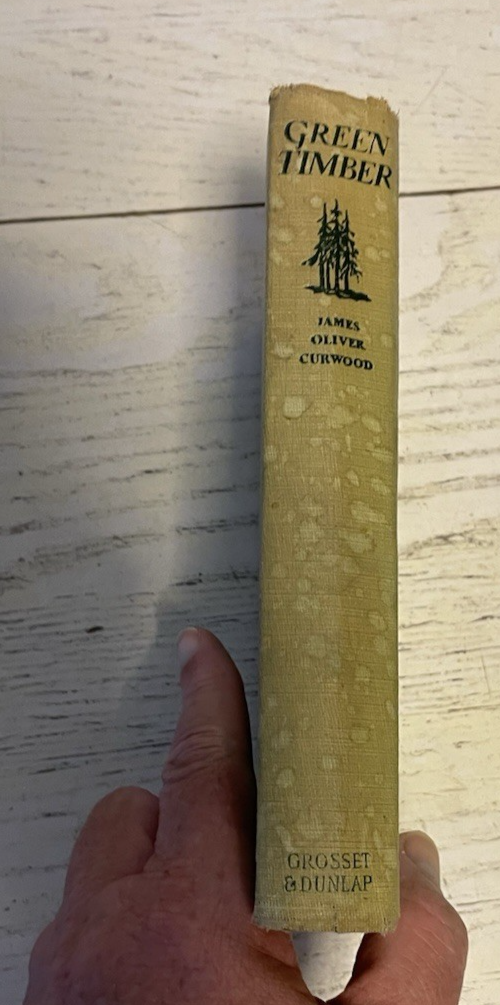 GREEN
TIMBER
JAMES
OLIVER
CURWOOD
GROSSET
& DUNLAP